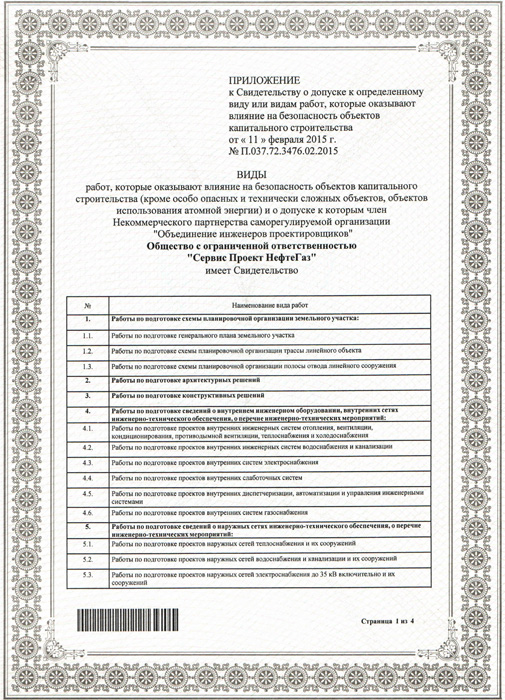 ПРИЛОЖЕНИЕ
к Свидетельству о допуске к определенному
виду или видам работ, которые оказывают
влияние на безопасность объектов
капитального строительства
от « 11 » февраля 2015 г.
№ П.037.72.3476.02.2015
ВИДЫ
работ, которые оказывают влияние на безопасность объектов капитального
строительства (кроме особо опасных и технически сложных объектов, объектов
использования атомной энергии) и о допуске к которым член
Некоммерческого партнерства саморегулируемой организации
"Объединение инженеров проектировщиков"
Общество с ограниченной ответственностью
"Сервис Проект НефтеГаз"
имеет Свидетельство
№ Наименование вида работ
1. Работы по подготовке схемы планировочной организации земельного участка:
1.1. Работы по подготовке генерального плана земельного участка
1.2. Работы по подготовке схемы планировочной организации трассы линейного объекта
1.3. Работы по подготовке схемы планировочной организации полосы отвода линейного сооружения
2. Работы по подготовке архитектурных решений
3. Работы по подготовке конструктивных решений
4. Работы по подготовке сведений о внутреннем инженерном оборудовании, внутренних сетях
инженерно-технического обеспечения, о перечне инженерно-технических мероприятий:
4.1. Работы по подготовке проектов внутренних инженерных систем отопления, вентиляции,
кондиционирования, противодымной вентиляции, теплоснабжения и холодоснабжения
4.2. Работы по подготовке проектов внутренних инженерных систем водоснабжения и канализации
4.3. Работы по подготовке проектов внутренних систем электроснабжения
4.4. Работы по подготовке проектов внутренних слаботочных систем
4.5. Работы по подготовке проектов внутренних диспетчеризации, автоматизации и управления инженерными
системами
4.6. Работы по подготовке проектов внутренних систем газоснабжения
5. Работы по подготовке сведений о наружных сетях инженерно-технического обеспечения, о перечне
инженерно-технических мероприятий:
5.1. Работы по подготовке проектов наружных сетей теплоснабжения и их сооружений
5.2. Работы по подготовке проектов наружных сетей водоснабжения и канализации и их сооружений
5.3. Работы по подготовке проектов наружных сетей электроснабжения до 35 кВ включительно и их
сооружений
Страница 1 из 4